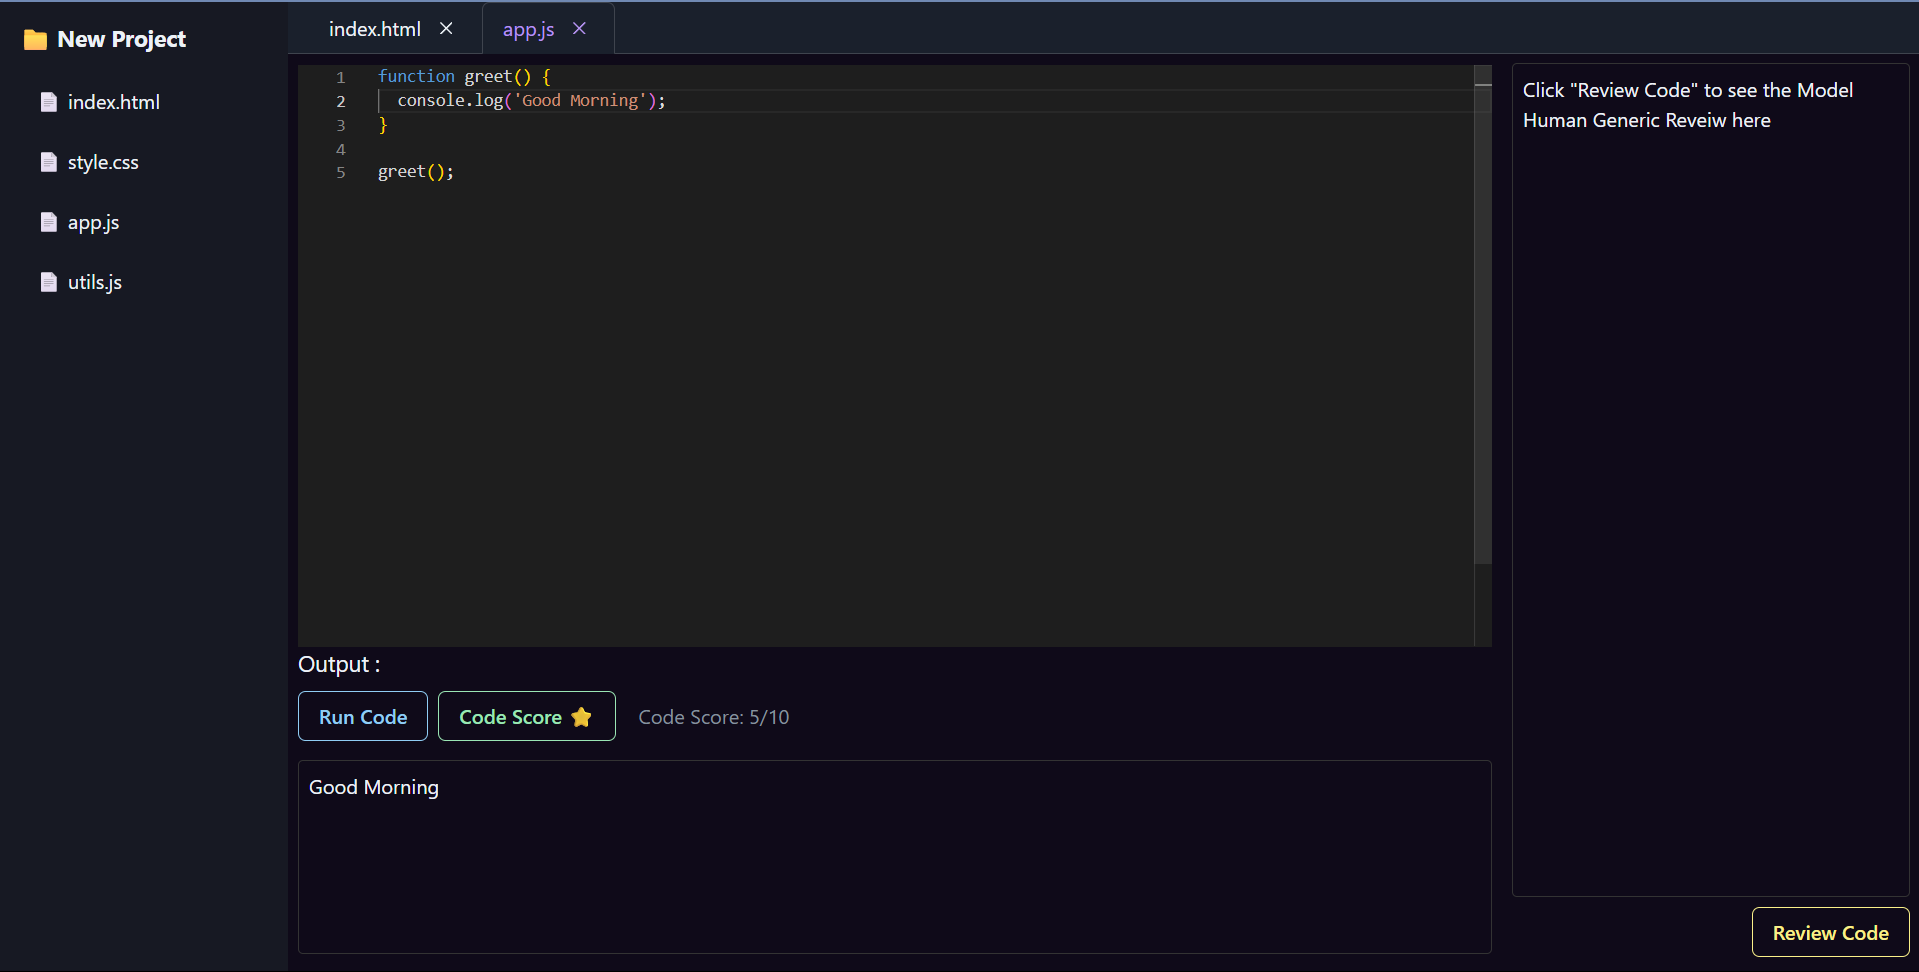 New Project
index.html
style.css
app.js
utils.js
index.html ×
app.js ×
1 function greet() {
2   console.log('Good Morning');
3 }
4
5 greet();
Output :
Run Code
Code Score ⭐
Code Score: 5/10
Good Morning
Click "Review Code" to see the Model
Human Generic Reveiw here
Review Code